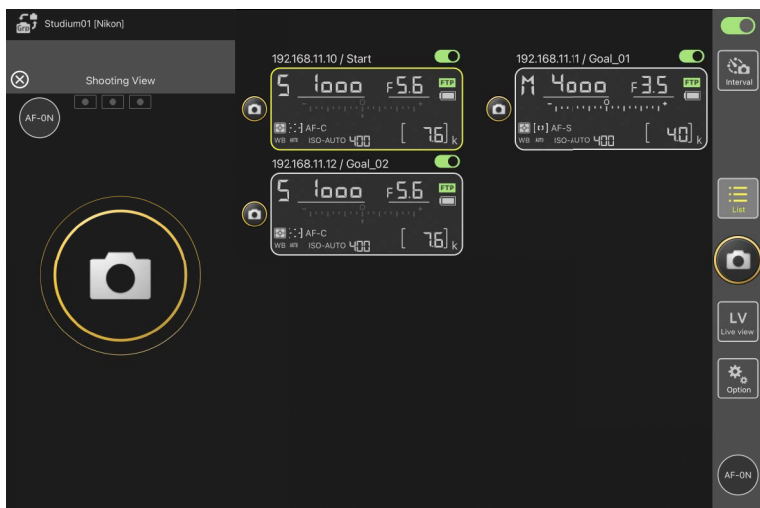 Grp
Studium01 [Nikon]
Shooting View
AF-ON
192.168.11.10 / Start
S 1000 F5.6 FTP
AF-C
WB ISO-AUTO 400 [ 7.6] k
192.168.11.11 / Goal_01
M 4000 F3.5 FTP
AF-S
WB ISO-AUTO 400 [ 4.0] k
192.168.11.12 / Goal_02
S 1000 F5.6 FTP
AF-C
WB ISO-AUTO 400 [ 7.6] k
Interval
List
LV
Live view
Option
AF-ON